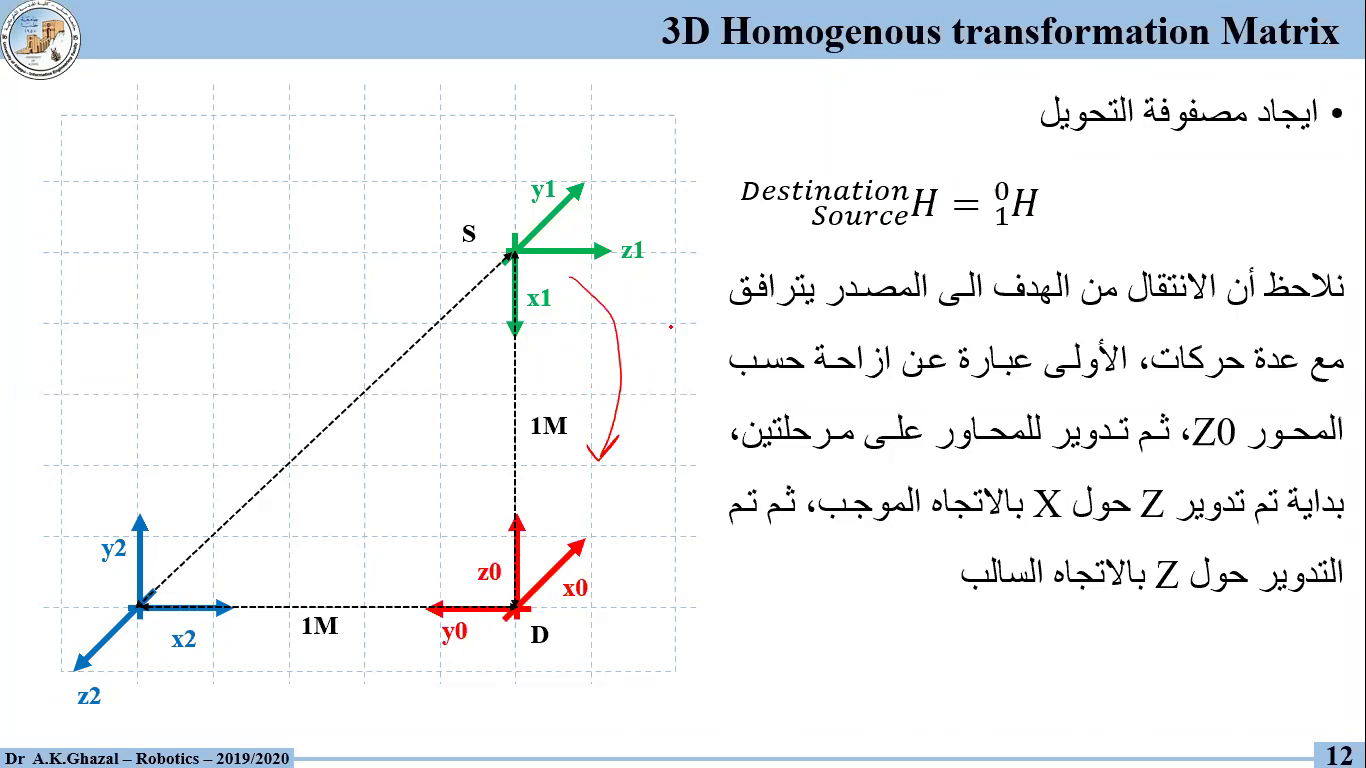 3D Homogenous transformation Matrix
• ايجاد مصفوفة التحويل
Destination
Source H = 0 1 H
نلاحظ أن الانتقال من الهدف الى المصدر يترافق
مع عدة حركات، الأولى عبارة عن ازاحة حسب
المحور Z0، ثم تدوير للمحاور على مرحلتين،
بداية تم تدوير Z حول X بالاتجاه الموجب، ثم تم
التدوير حول Z بالاتجاه السالب
y1
S
z1
x1
1M
y2
z0
x0
x2
1M
y0
D
z2
Dr A.K.Ghazal – Robotics – 2019/2020
12